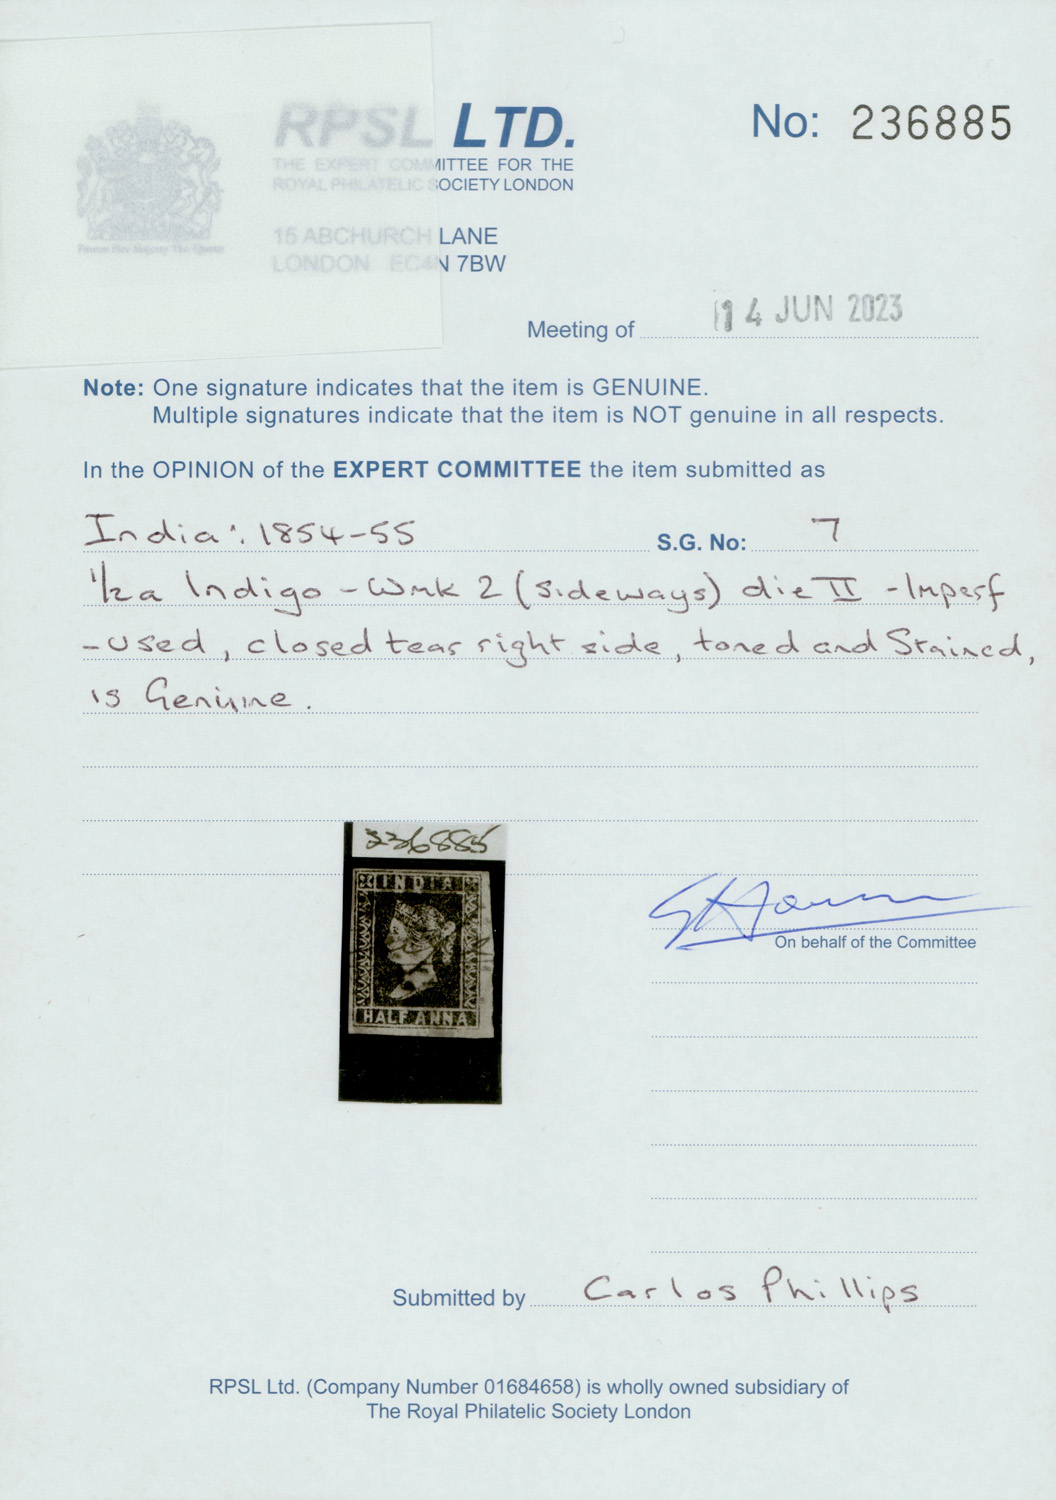 RPSL LTD.
THE EXPERT COMMITTEE FOR THE
ROYAL PHILATELIC SOCIETY LONDON
No: 236885
15 ABCHURCH LANE
LONDON EC4N 7BW
Meeting of 14 JUN 2023
Note: One signature indicates that the item is GENUINE.
Multiple signatures indicate that the item is NOT genuine in all respects.
In the OPINION of the EXPERT COMMITTEE the item submitted as
India: 1854-55 S.G. No: 7
1/2a Indigo - Wmk 2 (sideways) die II - Imperf
- used, closed tear right side, toned and Stained,
is Genuine.
236885
INDIA
HALF ANNA
On behalf of the Committee
Submitted by Carlos Phillips
RPSL Ltd. (Company Number 01684658) is wholly owned subsidiary of
The Royal Philatelic Society London